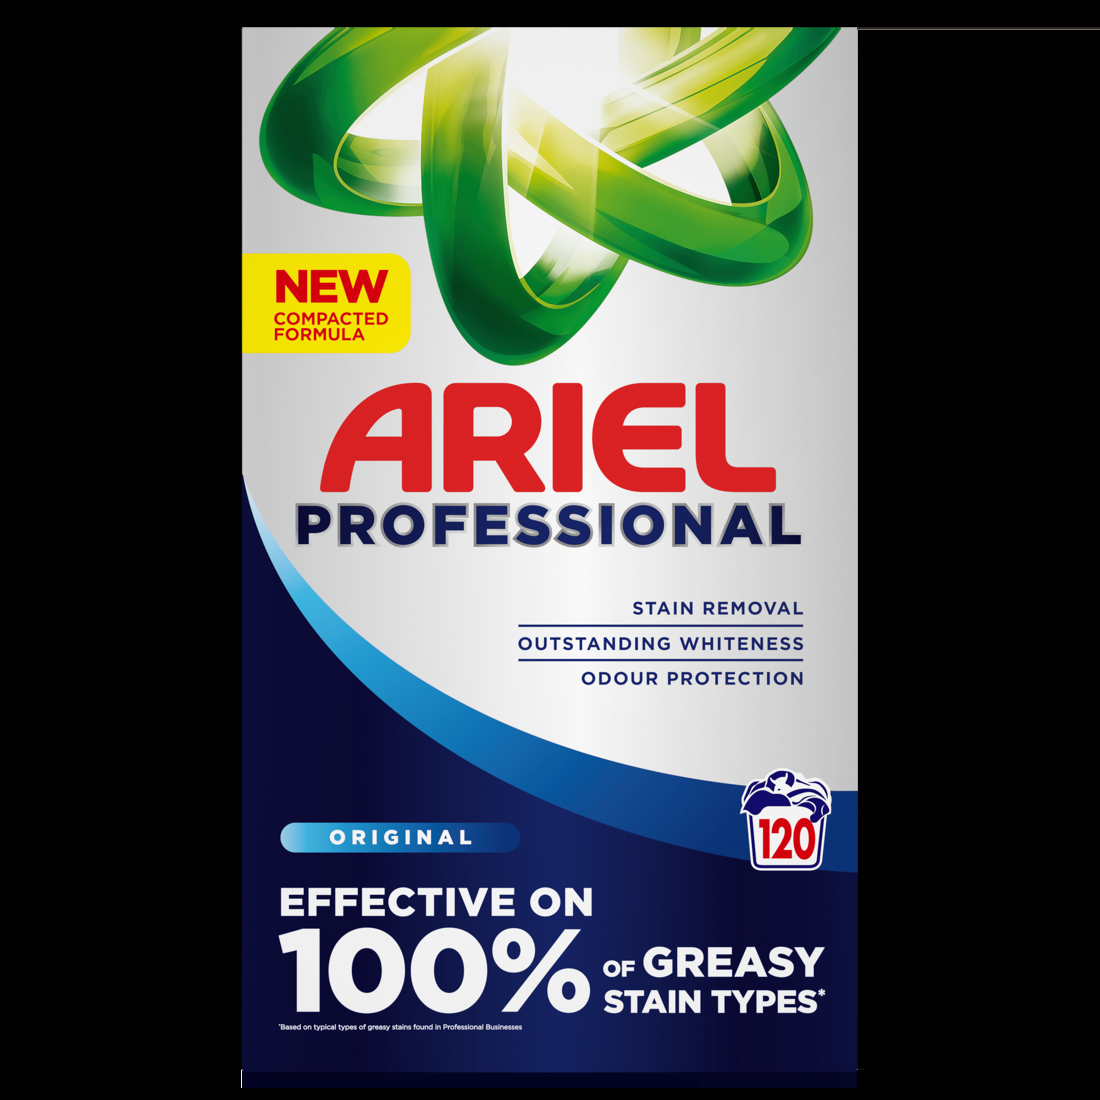 NEW
COMPACTED
FORMULA
ARIEL
PROFESSIONAL
STAIN REMOVAL
OUTSTANDING WHITENESS
ODOUR PROTECTION
120
ORIGINAL
EFFECTIVE ON
100% OF GREASY
STAIN TYPES*
*Based on typical types of greasy stains found in Professional Businesses